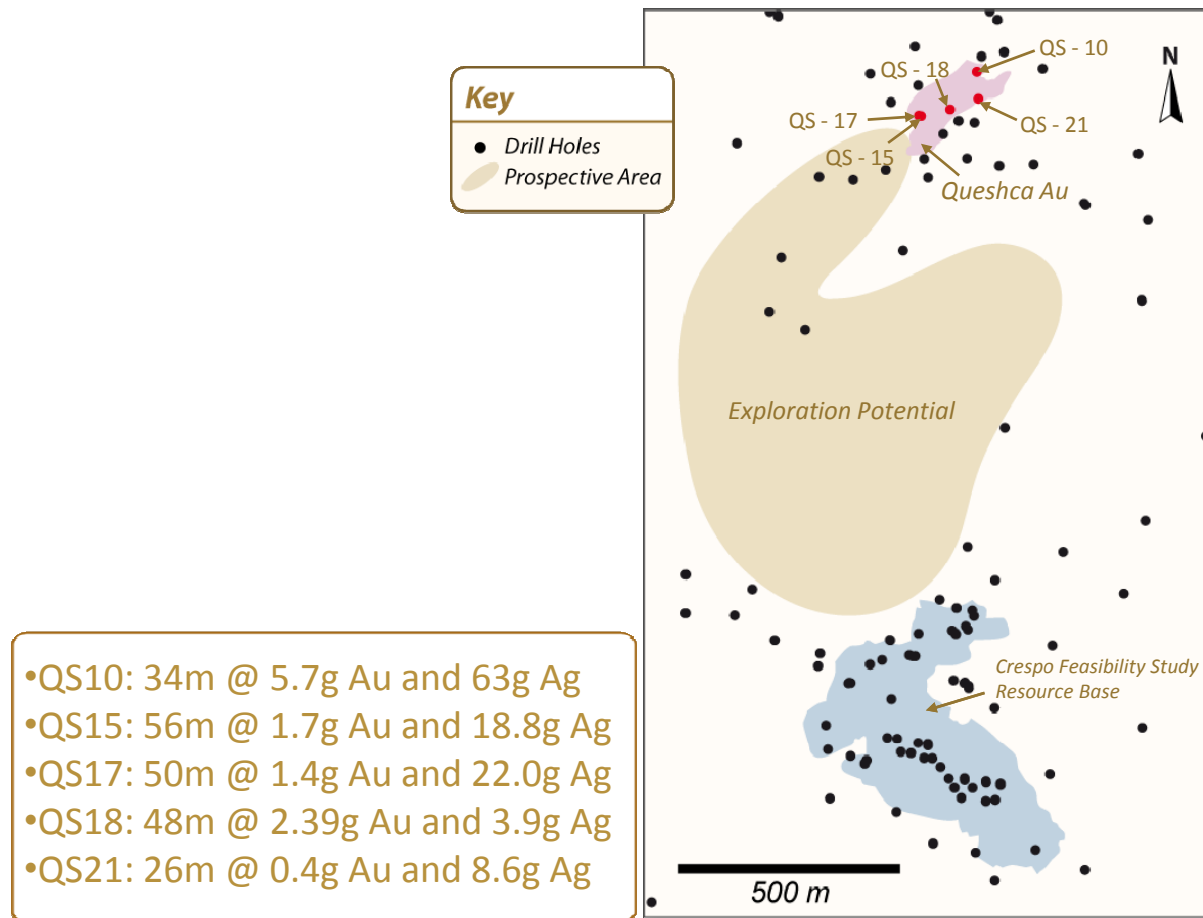 Key
Drill Holes
Prospective Area
N
QS - 10
QS - 18
QS - 17
QS - 21
QS - 15
Queshca Au
Exploration Potential
Crespo Feasibility Study
Resource Base
500 m
•QS10: 34m @ 5.7g Au and 63g Ag
•QS15: 56m @ 1.7g Au and 18.8g Ag
•QS17: 50m @ 1.4g Au and 22.0g Ag
•QS18: 48m @ 2.39g Au and 3.9g Ag
•QS21: 26m @ 0.4g Au and 8.6g Ag